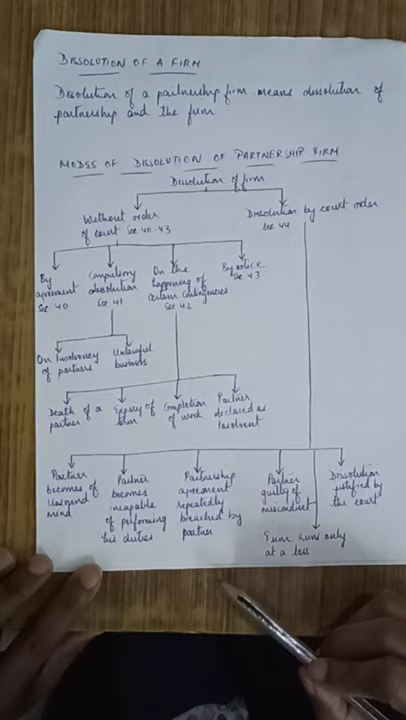 DISSOLUTION OF A FIRM
Dissolution of a partnership firm means dissolution of
partnership and the firm
MODES OF DISSOLUTION OF PARTNERSHIP FIRM
Dissolution of firm
Without order
of court Sec 40-43
Dissolution by court order
Sec 44
By
agreement
Sec 40
Compulsory
dissolution
Sec 41
On the
happening of
certain contingencies
Sec 42
By notice
Sec 43
On Insolvency
of partners
Unlawful
business
Death of a
partner
Expiry of
term
Completion
of work
Partner
declared as
Insolvent
Partner
becomes of
Unsound
mind
Partner
becomes
incapable
of performing
his duties
Partnership
agreement
repeatedly
breached by
partner
Partner
guilty of
misconduct
Firm runs only
at a loss
Dissolution
justified by
the court